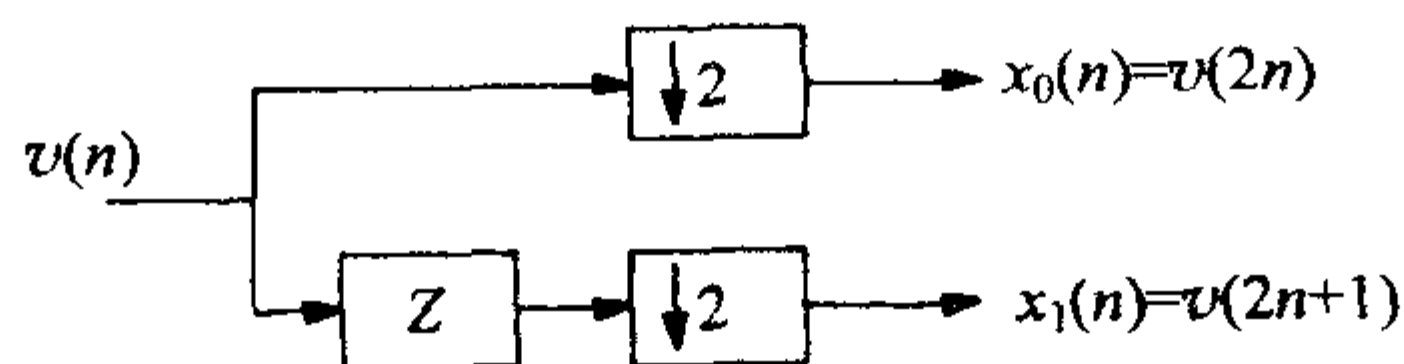 ↓2
x₀(n)=v(2n)
v(n)
Z
↓2
x₁(n)=v(2n+1)